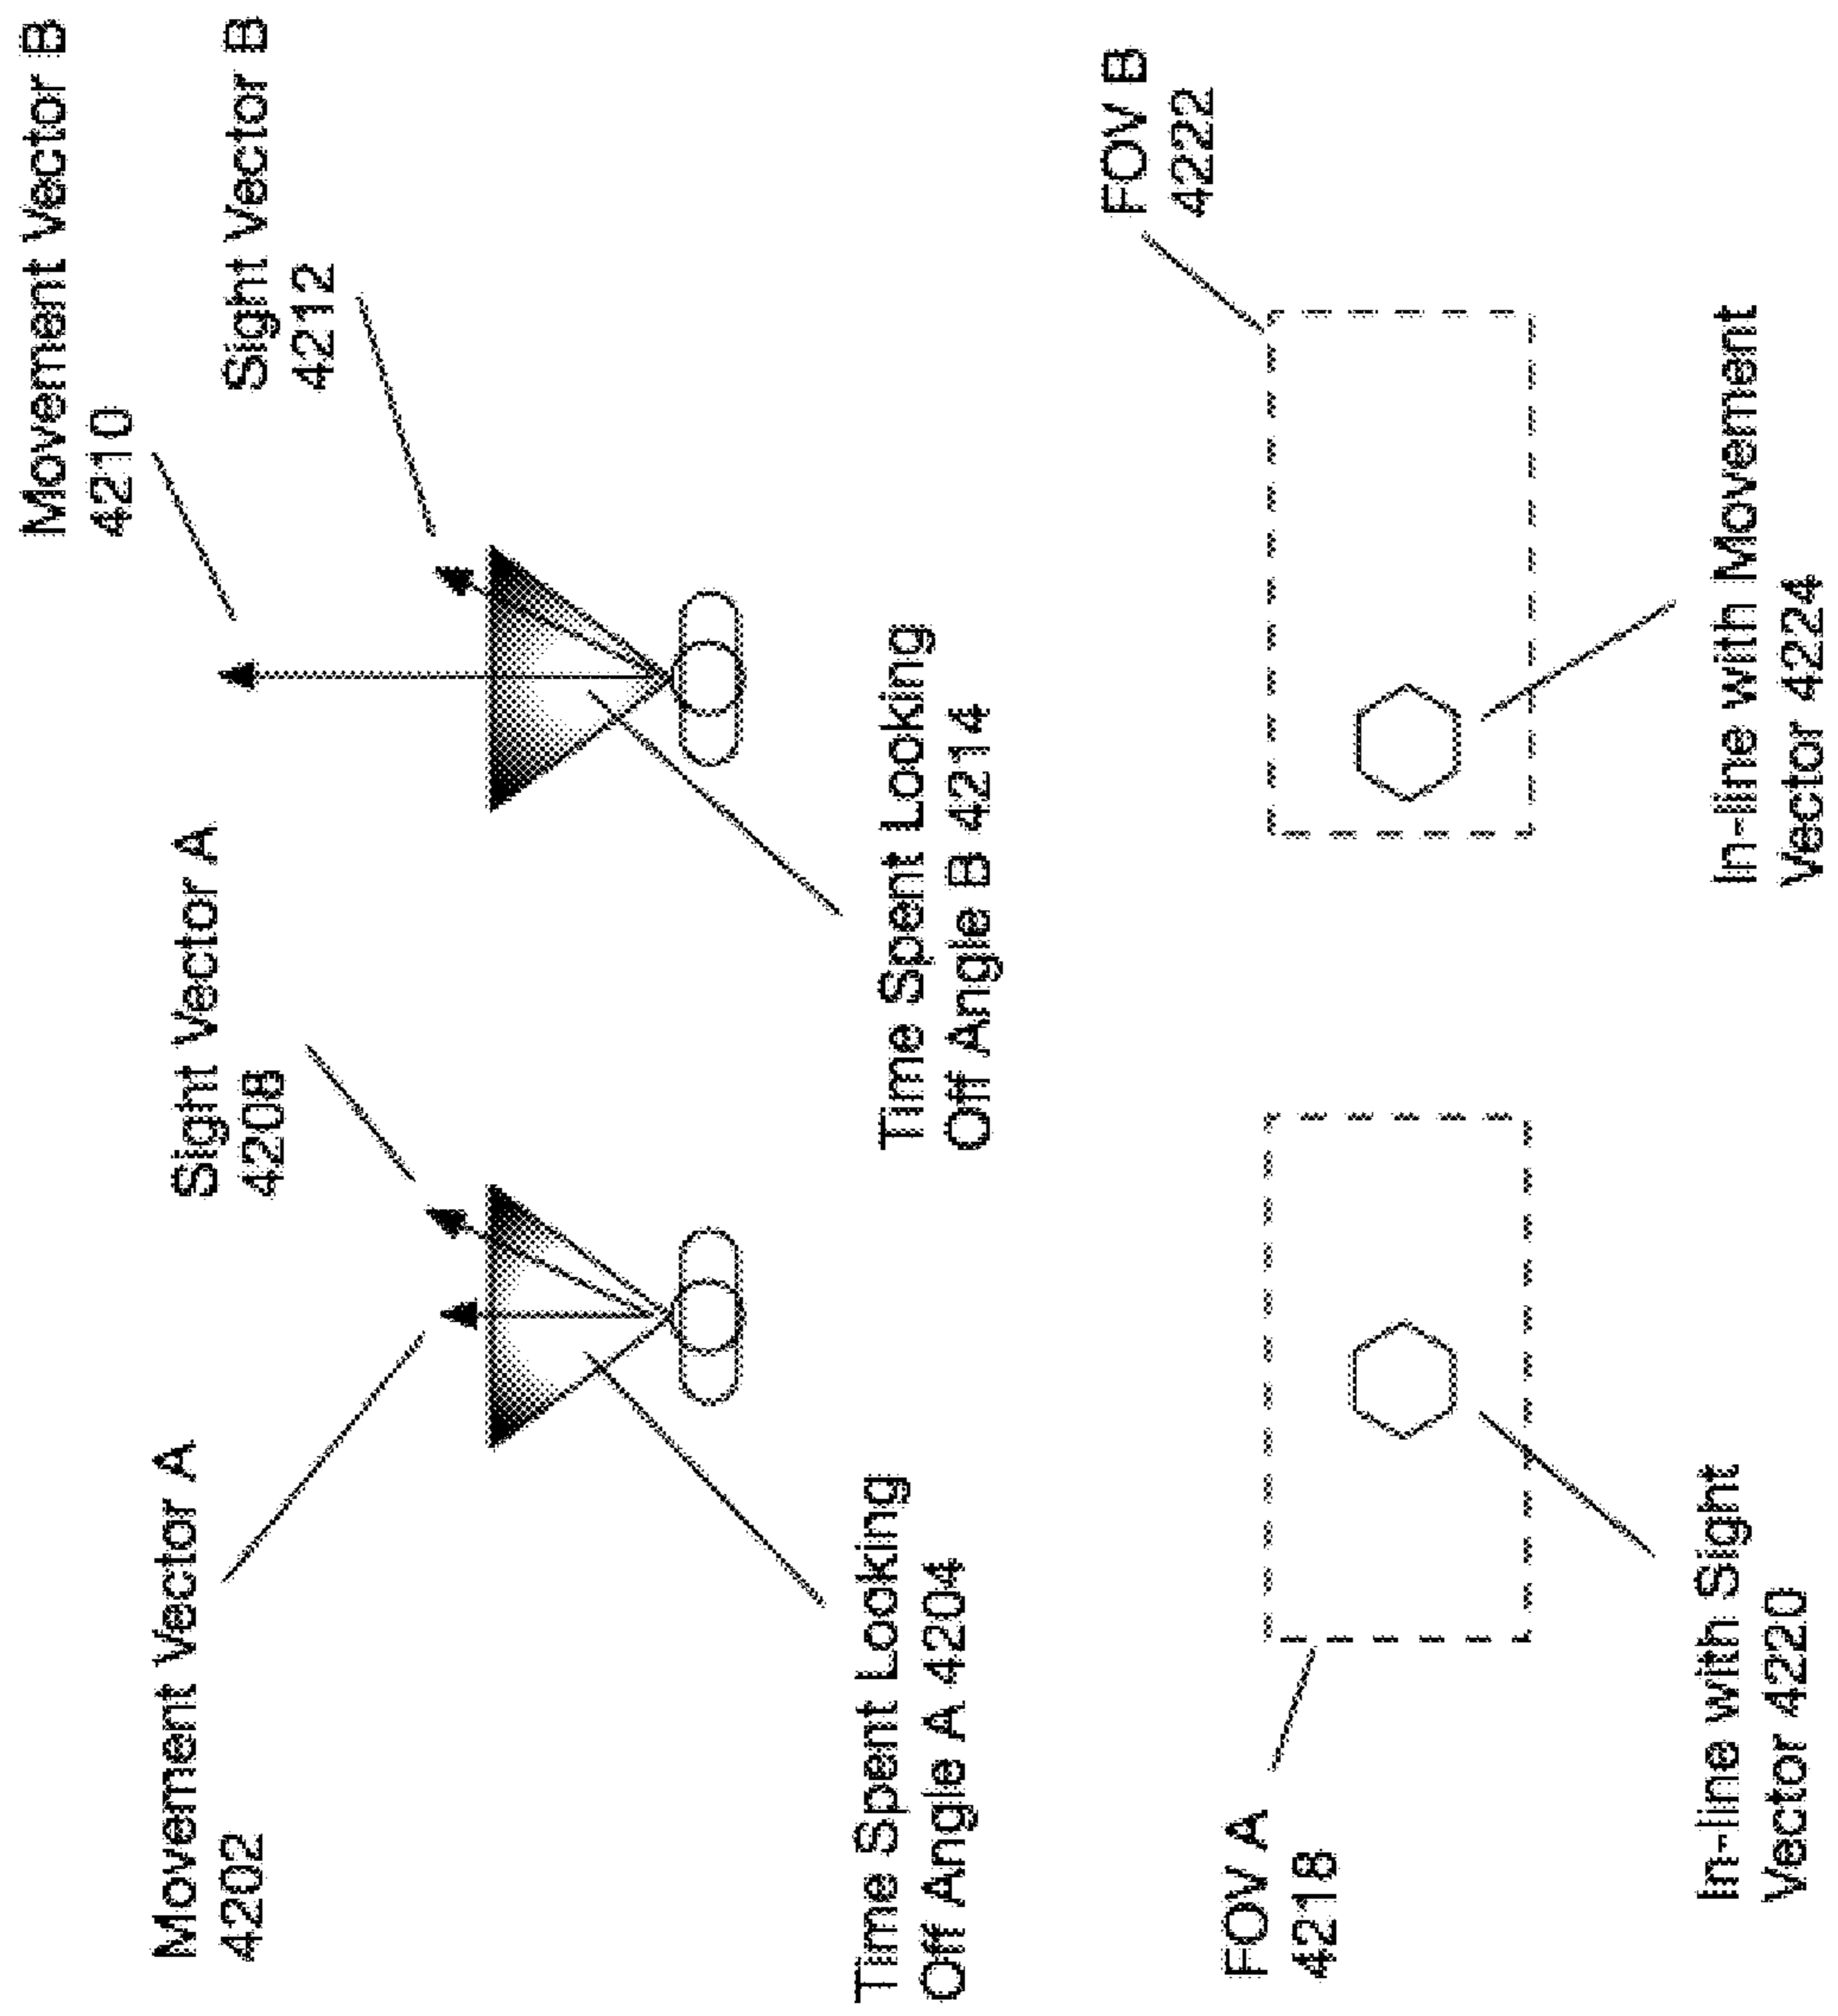 Movement Vector A
4202
Sight Vector A
4208
Movement Vector B
4210
Sight Vector B
4212
Time Spent Looking
Off Angle A 4204
Time Spent Looking
Off Angle B 4214
FOV A
4218
FOV B
4222
In-line with Sight
Vector 4220
In-line with Movement
Vector 4224